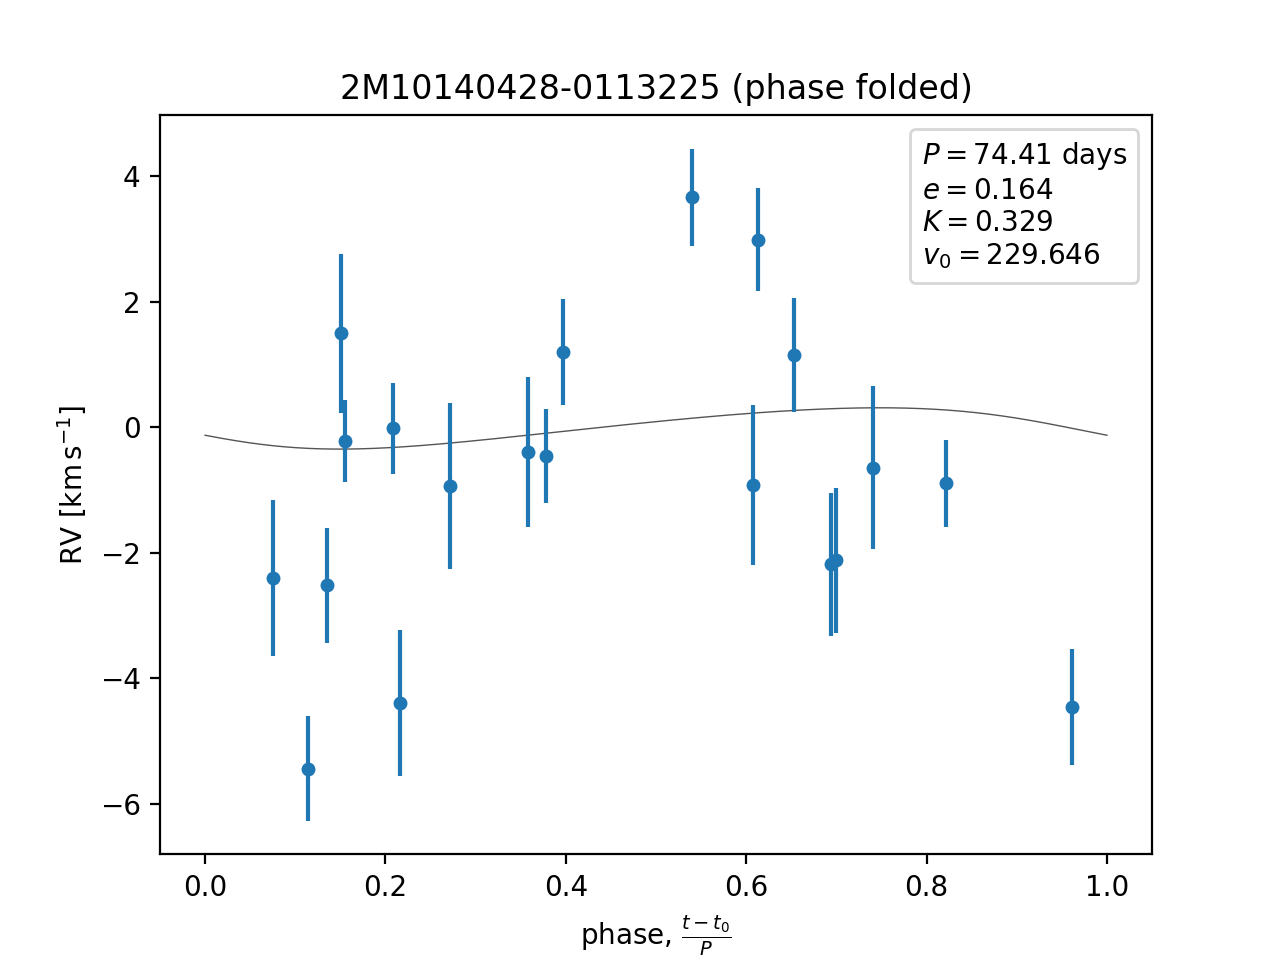 2M10140428-0113225 (phase folded)
P = 74.41 days
e = 0.164
K = 0.329
v₀ = 229.646
4
2
0
−2
−4
−6
RV [km s⁻¹]
0.0 0.2 0.4 0.6 0.8 1.0
phase, (t − t₀)/P